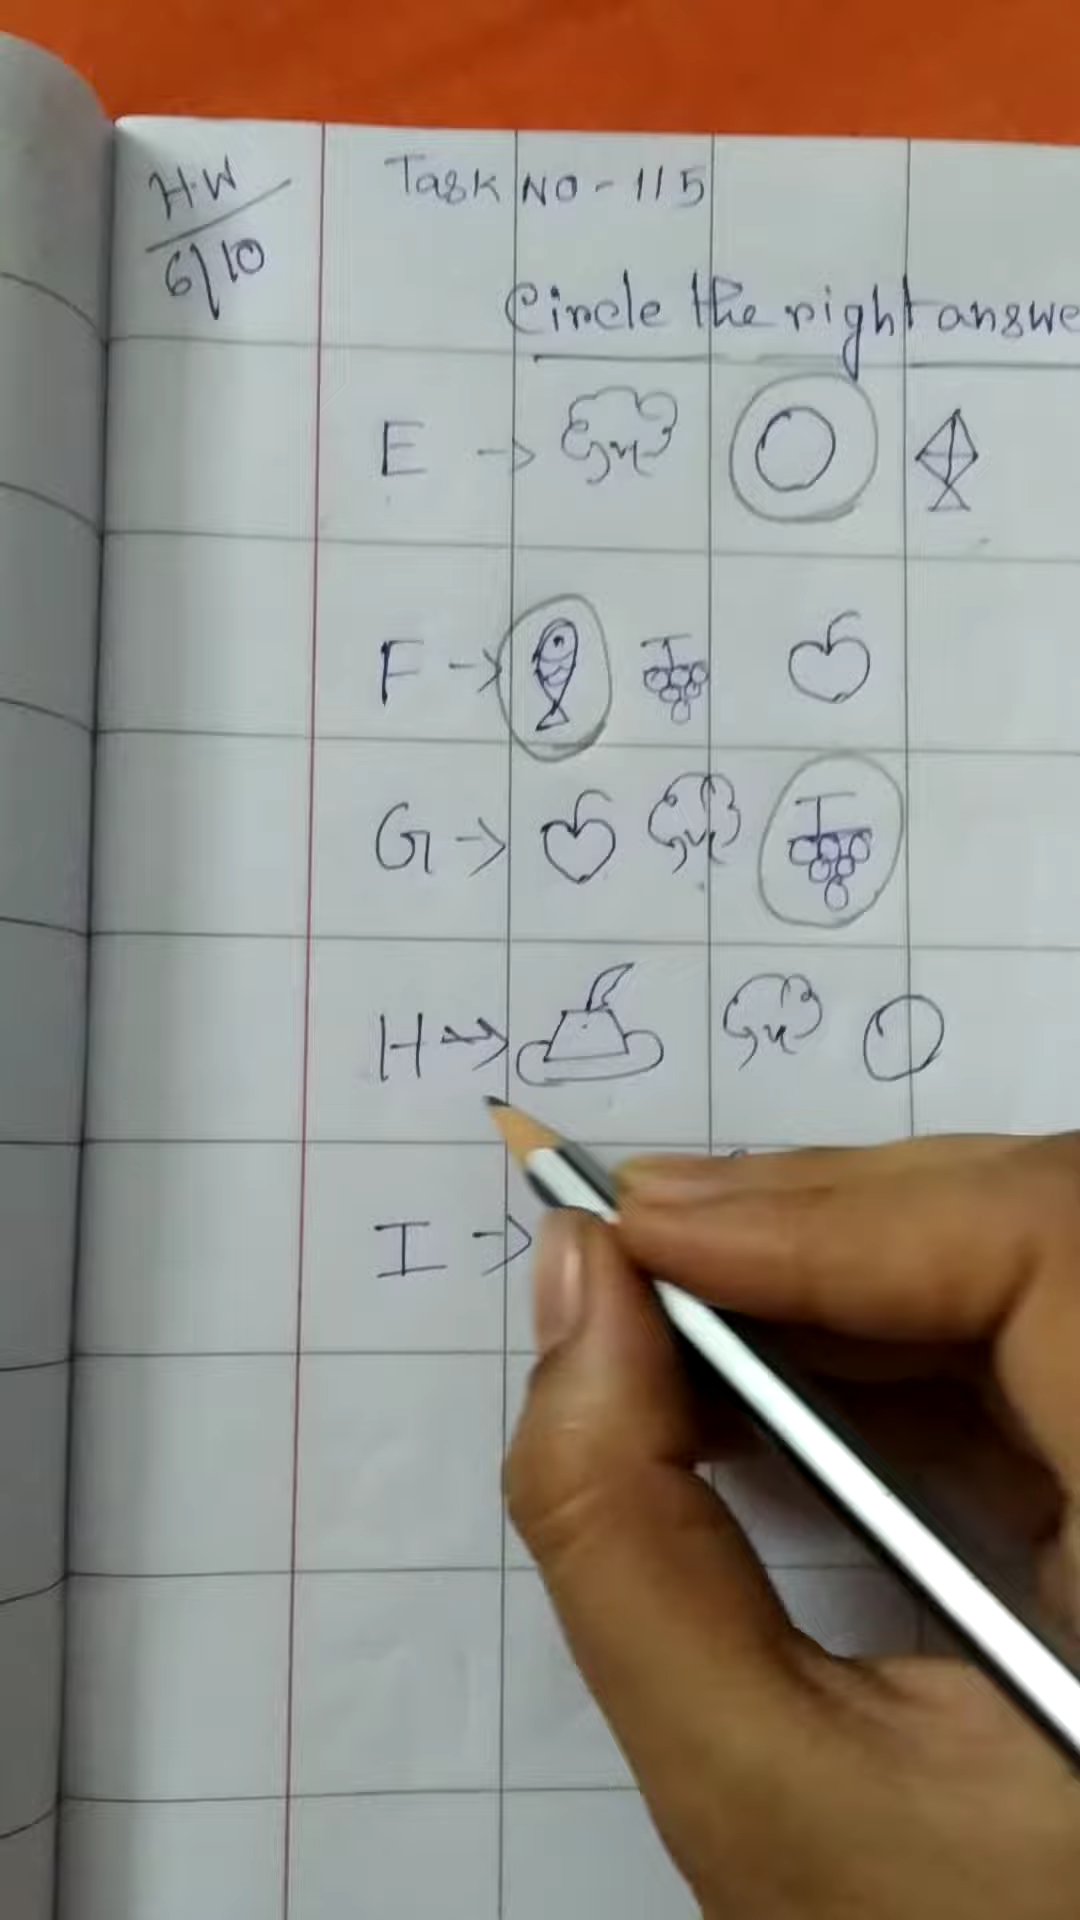 H.W
6/10
Task NO - 115
Circle the right answe
E →
F →
G →
H →
I →